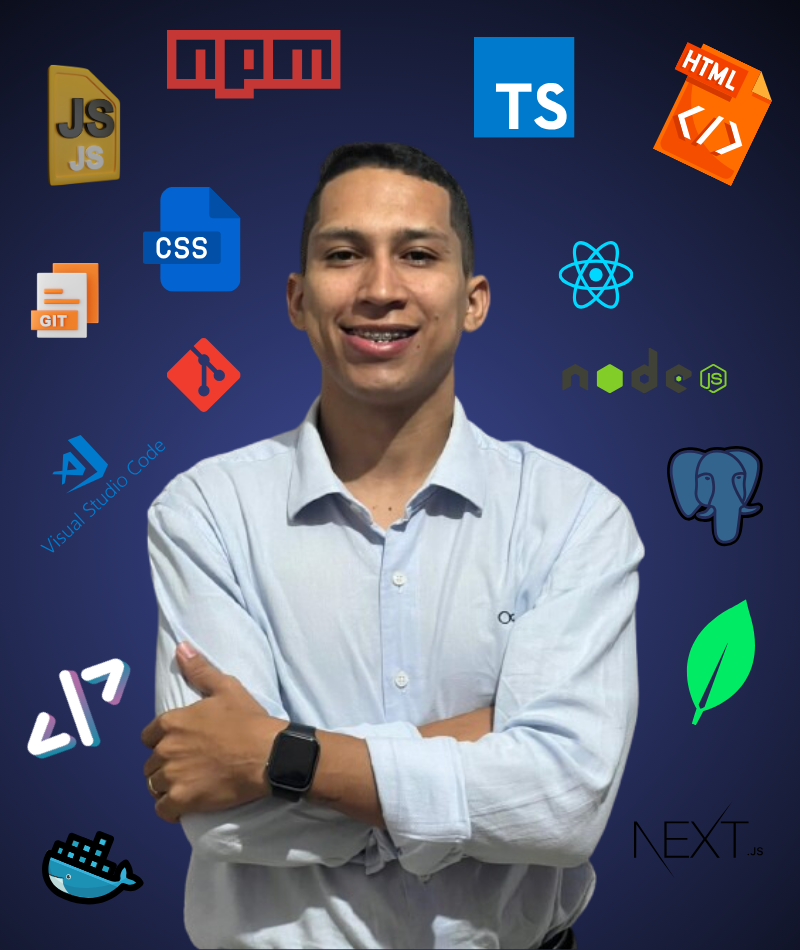 npm
TS
HTML
</>
JS
JS
CSS
GIT
node
JS
Visual Studio Code
</>
NEXT.JS